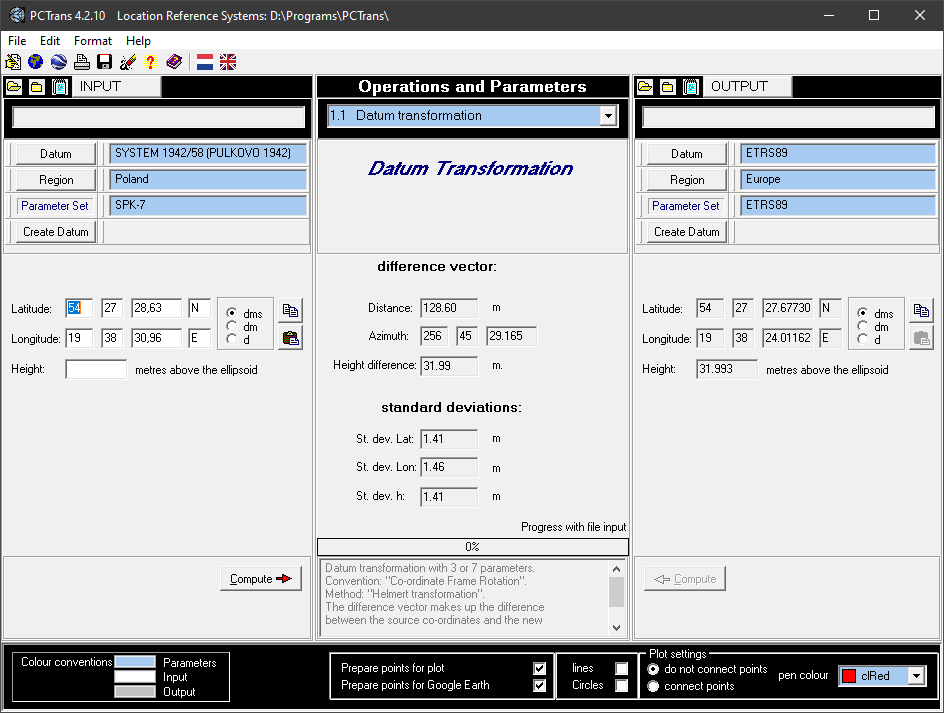 PCTrans 4.2.10 Location Reference Systems: D:\Programs\PCTrans\
File Edit Format Help
INPUT
Datum SYSTEM 1942/58 (PULKOVO 1942)
Region Poland
Parameter Set SPK-7
Create Datum
Latitude: 54 27 28,63 N
Longitude: 19 38 30,96 E
dms
dm
d
Height: metres above the ellipsoid
Compute
Operations and Parameters
1.1 Datum transformation
Datum Transformation
difference vector:
Distance: 128.60 m
Azimuth: 256 45 29.165
Height difference: 31.99 m.
standard deviations:
St. dev. Lat: 1.41 m
St. dev. Lon: 1.46 m
St. dev. h: 1.41 m
Progress with file input
0%
Datum transformation with 3 or 7 parameters.
Convention: "Co-ordinate Frame Rotation".
Method: "Helmert transformation".
The difference vector makes up the difference
between the source co-ordinates and the new
OUTPUT
Datum ETRS89
Region Europe
Parameter Set ETRS89
Create Datum
Latitude: 54 27 27.67730 N
Longitude: 19 38 24.01162 E
dms
dm
d
Height: 31.993 metres above the ellipsoid
Compute
Colour conventions Parameters
Input
Output
Prepare points for plot
Prepare points for Google Earth
lines
Circles
Plot settings
do not connect points
connect points
pen colour clRed